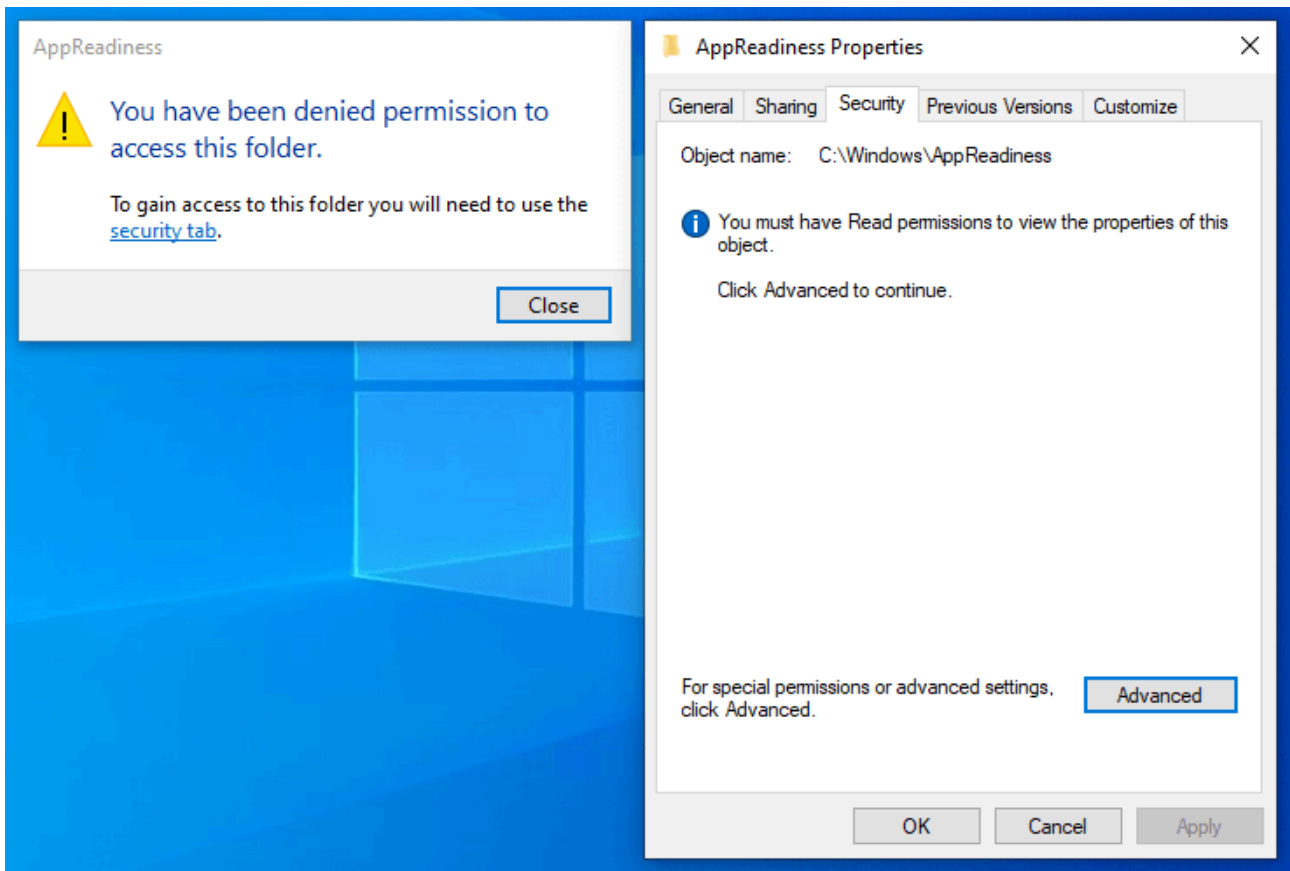 AppReadiness
You have been denied permission to
access this folder.
To gain access to this folder you will need to use the
security tab.
Close
AppReadiness Properties
General Sharing Security Previous Versions Customize
Object name: C:\Windows\AppReadiness
You must have Read permissions to view the properties of this
object.
Click Advanced to continue.
For special permissions or advanced settings,
click Advanced.
Advanced
OK Cancel Apply